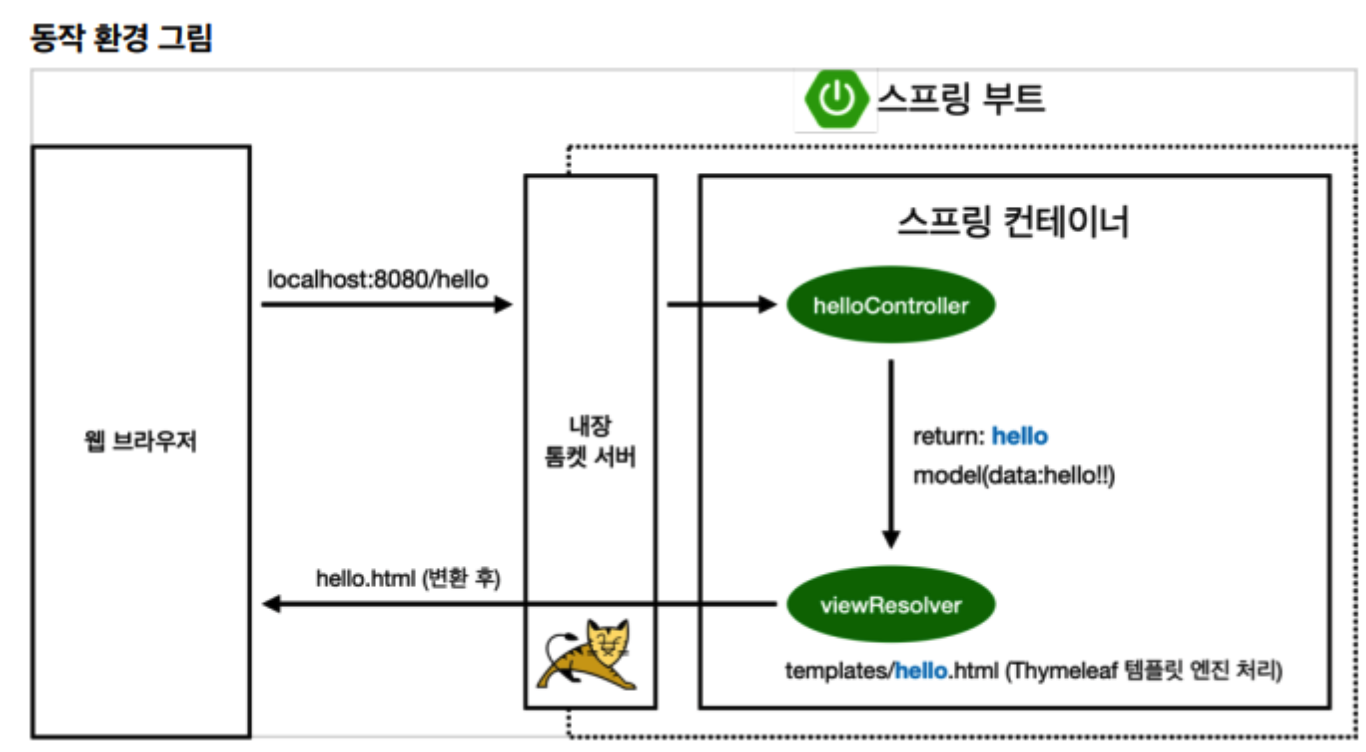 동작 환경 그림
스프링 부트
스프링 컨테이너
localhost:8080/hello
helloController
웹 브라우저
내장
톰켓 서버
return: hello
model(data:hello!!)
hello.html (변환 후)
viewResolver
templates/hello.html (Thymeleaf 템플릿 엔진 처리)